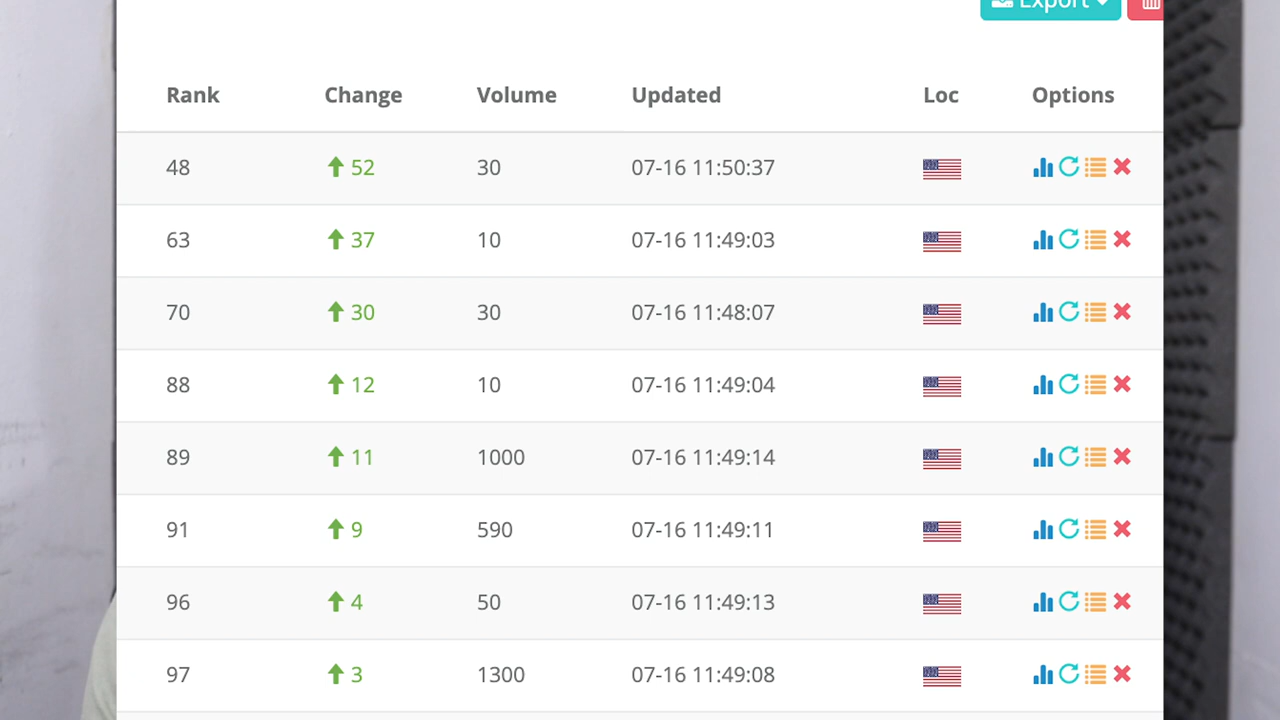 Export
Rank Change Volume Updated Loc Options
48 52 30 07-16 11:50:37
63 37 10 07-16 11:49:03
70 30 30 07-16 11:48:07
88 12 10 07-16 11:49:04
89 11 1000 07-16 11:49:14
91 9 590 07-16 11:49:11
96 4 50 07-16 11:49:13
97 3 1300 07-16 11:49:08